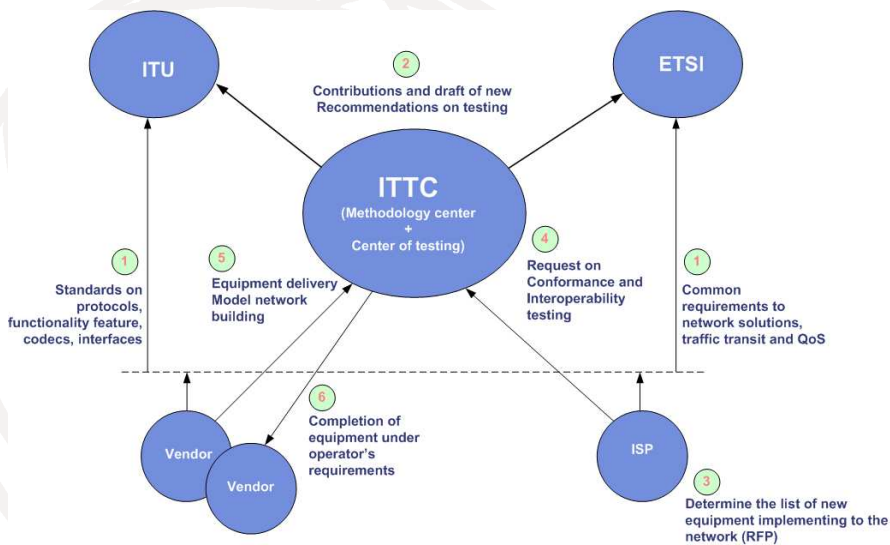 ITU
2
ETSI
Contributions and draft of new
Recommendations on testing
ITTC
(Methodology center
+
Center of testing)
1
Standards on
protocols,
functionality feature,
codecs, interfaces
5
Equipment delivery
Model network
building
4
Request on
Conformance and
Interoperability
testing
1
Common
requirements to
network solutions,
traffic transit and QoS
6
Completion of
equipment under
operator's
requirements
Vendor
Vendor
ISP
3
Determine the list of new
equipment implementing to the
network (RFP)